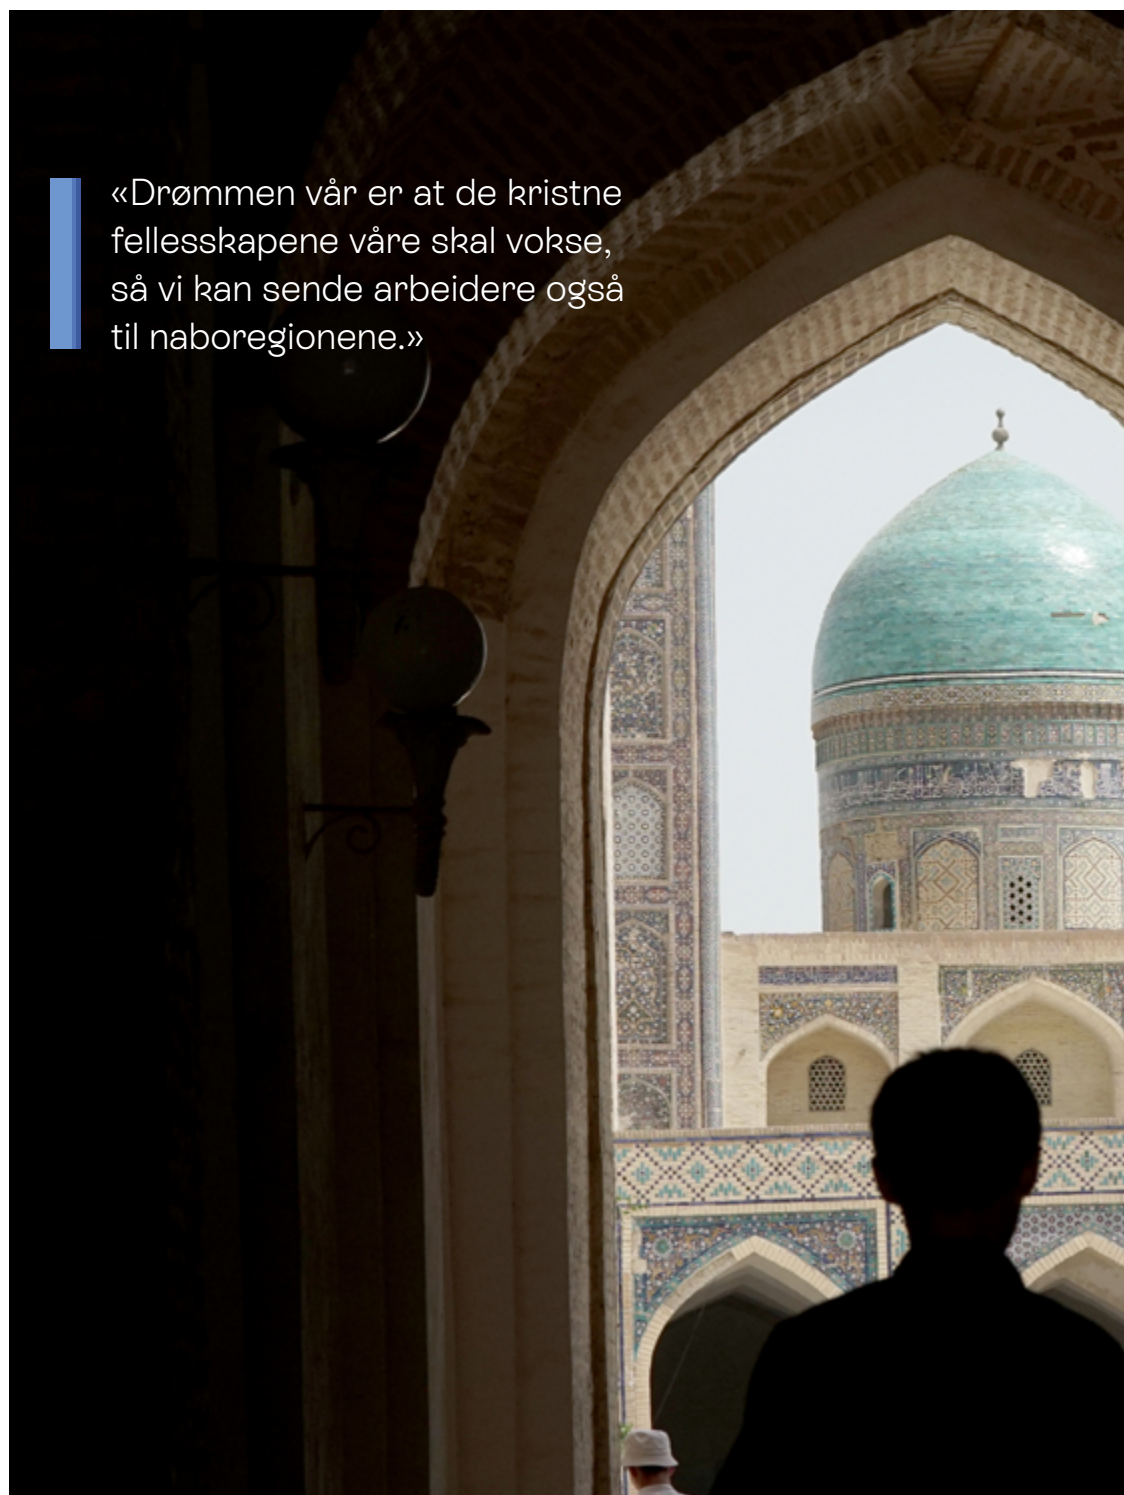 «Drømmen vår er at de kristne
fellesskapene våre skal vokse,
så vi kan sende arbeidere også
til naboregionene.»